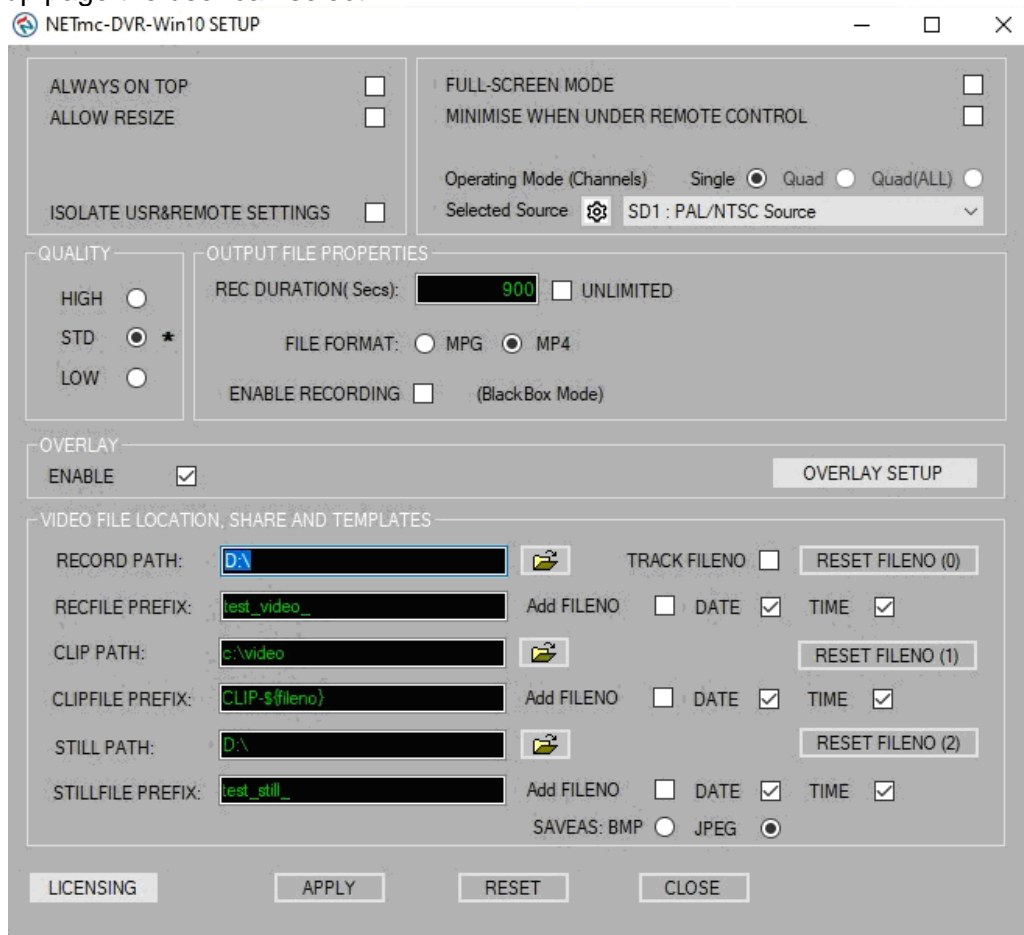 NETmc-DVR-Win10 SETUP
ALWAYS ON TOP
ALLOW RESIZE
ISOLATE USR&REMOTE SETTINGS
FULL-SCREEN MODE
MINIMISE WHEN UNDER REMOTE CONTROL
Operating Mode (Channels) Single Quad Quad(ALL)
Selected Source SD1 : PAL/NTSC Source
QUALITY
HIGH
STD *
LOW
OUTPUT FILE PROPERTIES
REC DURATION( Secs): 900 UNLIMITED
FILE FORMAT: MPG MP4
ENABLE RECORDING (BlackBox Mode)
OVERLAY
ENABLE OVERLAY SETUP
VIDEO FILE LOCATION, SHARE AND TEMPLATES
RECORD PATH: D:\ TRACK FILENO RESET FILENO (0)
RECFILE PREFIX: test_video_ Add FILENO DATE TIME
CLIP PATH: c:\video RESET FILENO (1)
CLIPFILE PREFIX: CLIP-${fileno} Add FILENO DATE TIME
STILL PATH: D:\ RESET FILENO (2)
STILLFILE PREFIX: test_still_ Add FILENO DATE TIME
SAVEAS: BMP JPEG
LICENSING APPLY RESET CLOSE